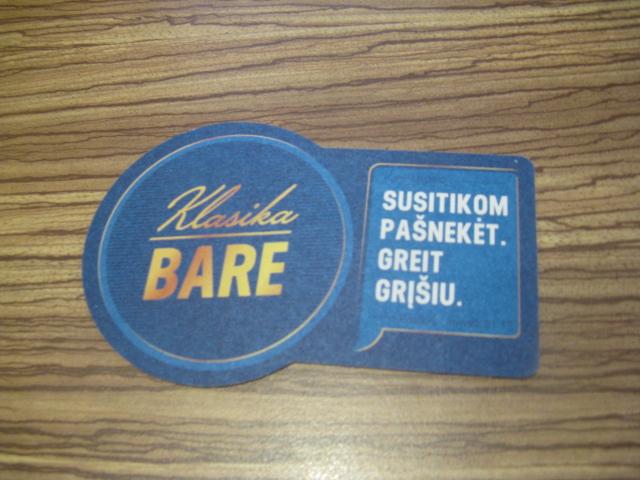 Klasika
BARE
SUSITIKOM
PAŠNEKĖT.
GREIT
GRĮŠIU.